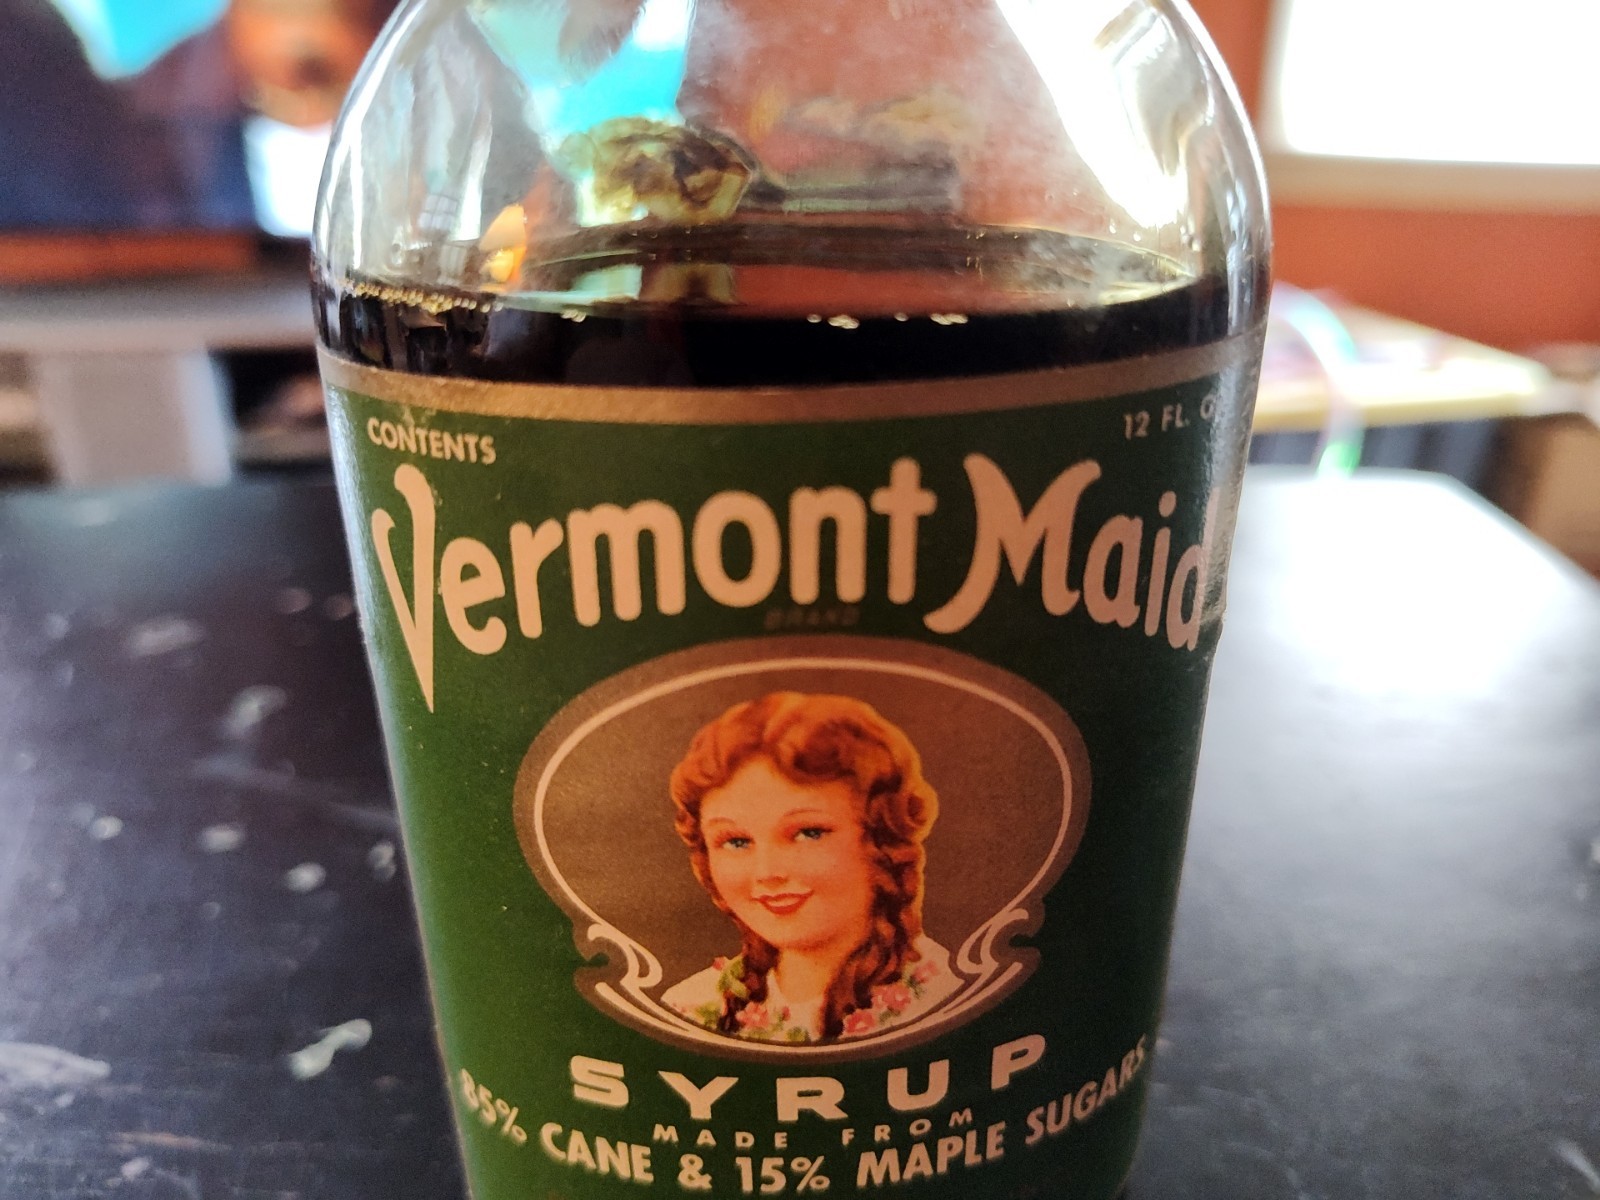 CONTENTS
12 FL.
Vermont Maid
BRAND
SYRUP
MADE FROM
85% CANE & 15% MAPLE SUGARS